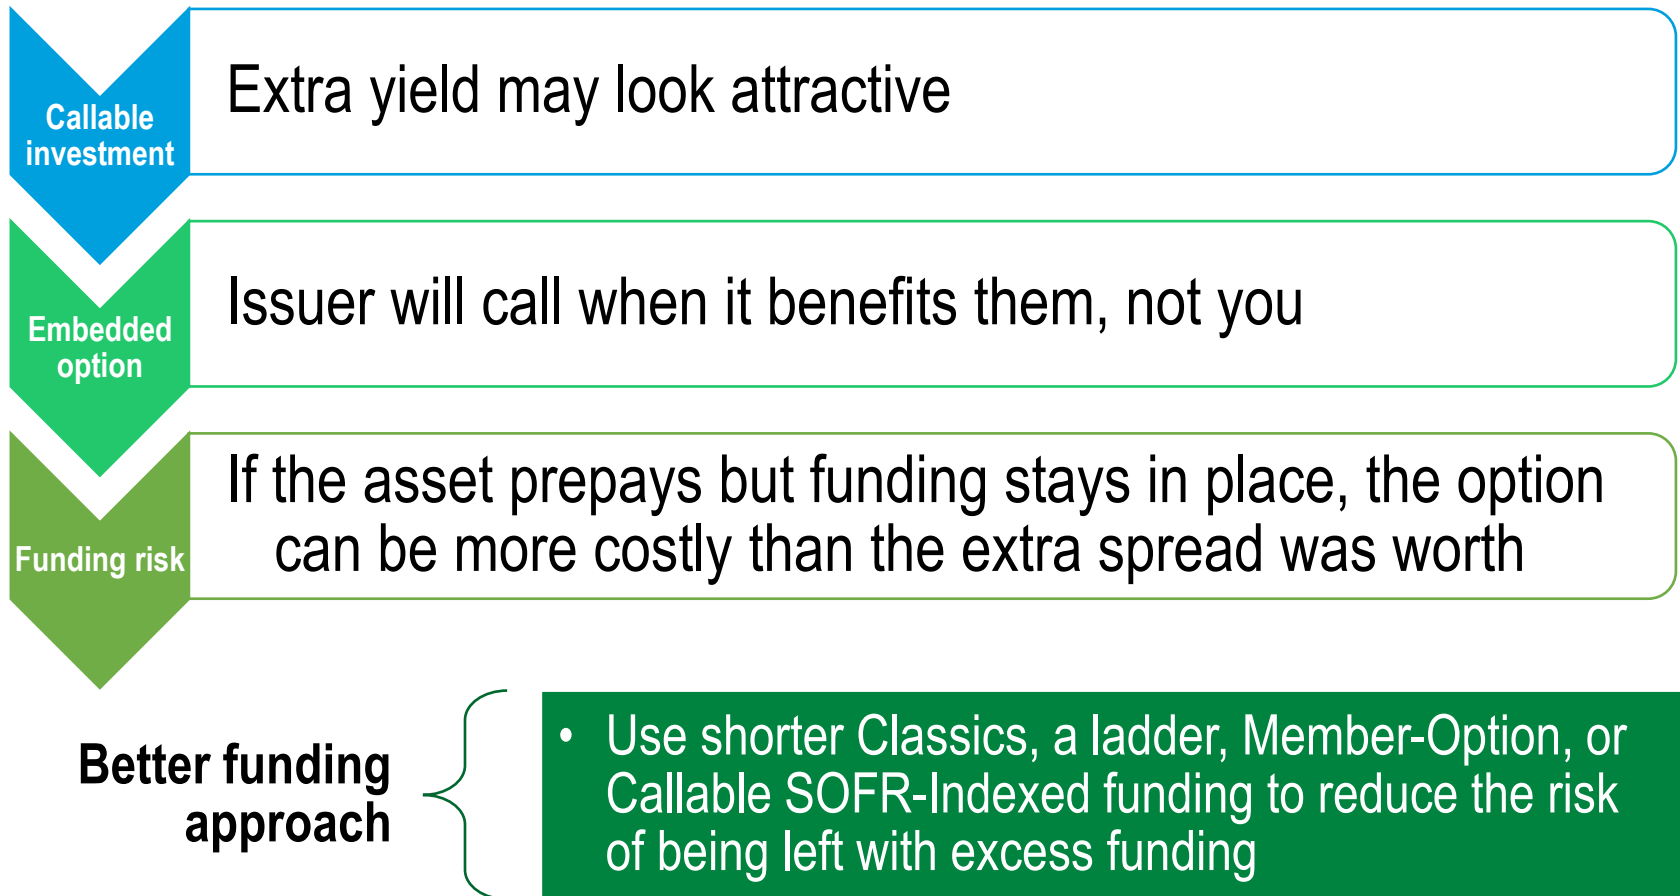 Callable
investment
Extra yield may look attractive
Embedded
option
Issuer will call when it benefits them, not you
Funding risk
If the asset prepays but funding stays in place, the option
can be more costly than the extra spread was worth
Better funding
approach
• Use shorter Classics, a ladder, Member-Option, or
Callable SOFR-Indexed funding to reduce the risk
of being left with excess funding